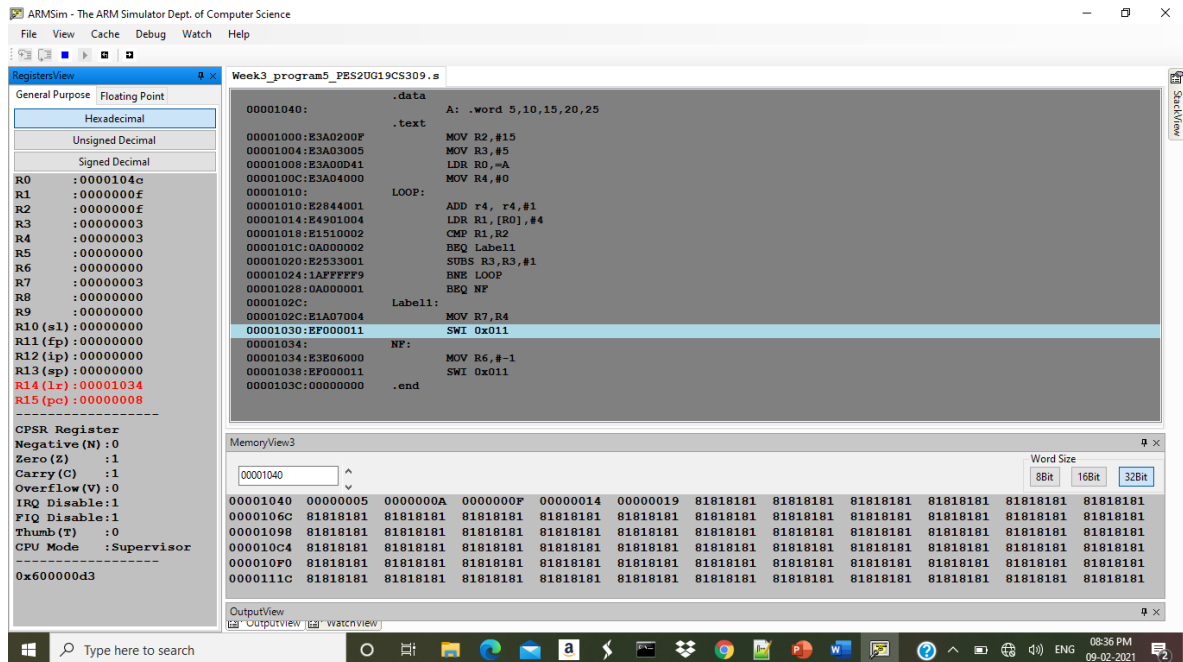 ARMSim - The ARM Simulator Dept. of Computer Science
File View Cache Debug Watch Help
RegistersView
General Purpose Floating Point
Hexadecimal
Unsigned Decimal
Signed Decimal
R0 :0000104c
R1 :0000000f
R2 :0000000f
R3 :00000003
R4 :00000003
R5 :00000000
R6 :00000000
R7 :00000003
R8 :00000000
R9 :00000000
R10(sl):00000000
R11(fp):00000000
R12(ip):00000000
R13(sp):00000000
R14(lr):00001034
R15(pc):00000008
CPSR Register
Negative(N):0
Zero(Z) :1
Carry(C) :1
Overflow(V):0
IRQ Disable:1
FIQ Disable:1
Thumb(T) :0
CPU Mode :Supervisor
0x600000d3
Week3_program5_PES2UG19CS309.s
.data
00001040: A: .word 5,10,15,20,25
.text
00001000:E3A0200F MOV R2,#15
00001004:E3A03005 MOV R3,#5
00001008:E3A00D41 LDR R0,=A
0000100C:E3A04000 MOV R4,#0
00001010: LOOP:
00001010:E2844001 ADD r4, r4,#1
00001014:E4901004 LDR R1,[R0],#4
00001018:E1510002 CMP R1,R2
0000101C:0A000002 BEQ Label1
00001020:E2533001 SUBS R3,R3,#1
00001024:1AFFFFF9 BNE LOOP
00001028:0A000001 BEQ NF
0000102C: Label1:
0000102C:E1A07004 MOV R7,R4
00001030:EF000011 SWI 0x011
00001034: NF:
00001034:E3E06000 MOV R6,#-1
00001038:EF000011 SWI 0x011
0000103C:00000000 .end
StackView
MemoryView3
00001040
Word Size
8Bit 16Bit 32Bit
00001040 00000005 0000000A 0000000F 00000014 00000019 81818181 81818181 81818181 81818181 81818181 81818181
0000106C 81818181 81818181 81818181 81818181 81818181 81818181 81818181 81818181 81818181 81818181 81818181
00001098 81818181 81818181 81818181 81818181 81818181 81818181 81818181 81818181 81818181 81818181 81818181
000010C4 81818181 81818181 81818181 81818181 81818181 81818181 81818181 81818181 81818181 81818181 81818181
000010F0 81818181 81818181 81818181 81818181 81818181 81818181 81818181 81818181 81818181 81818181 81818181
0000111C 81818181 81818181 81818181 81818181 81818181 81818181 81818181 81818181 81818181 81818181 81818181
OutputView
OutputView WatchView
Type here to search
ENG
08:36 PM
09-02-2021
2